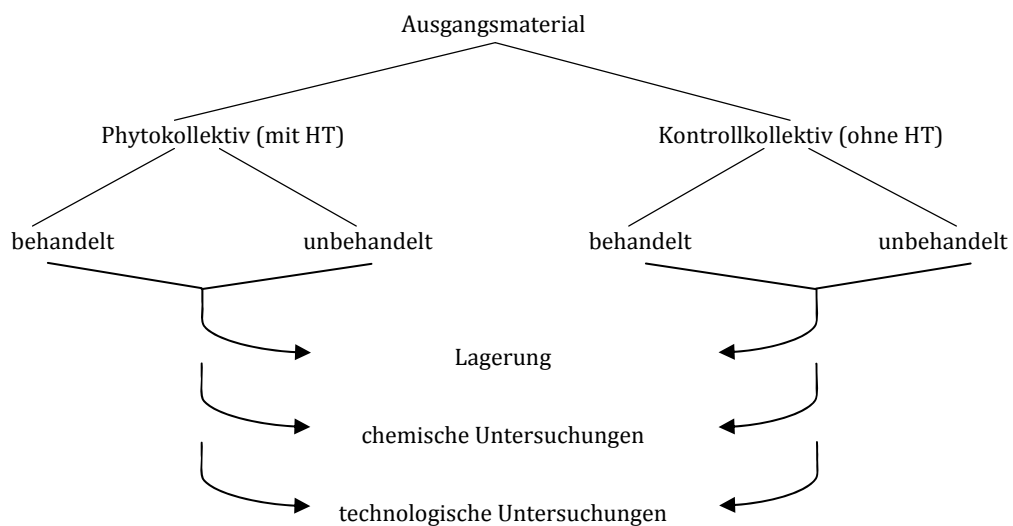 Ausgangsmaterial
Phytokollektiv (mit HT)
Kontrollkollektiv (ohne HT)
behandelt
unbehandelt
behandelt
unbehandelt
Lagerung
chemische Untersuchungen
technologische Untersuchungen